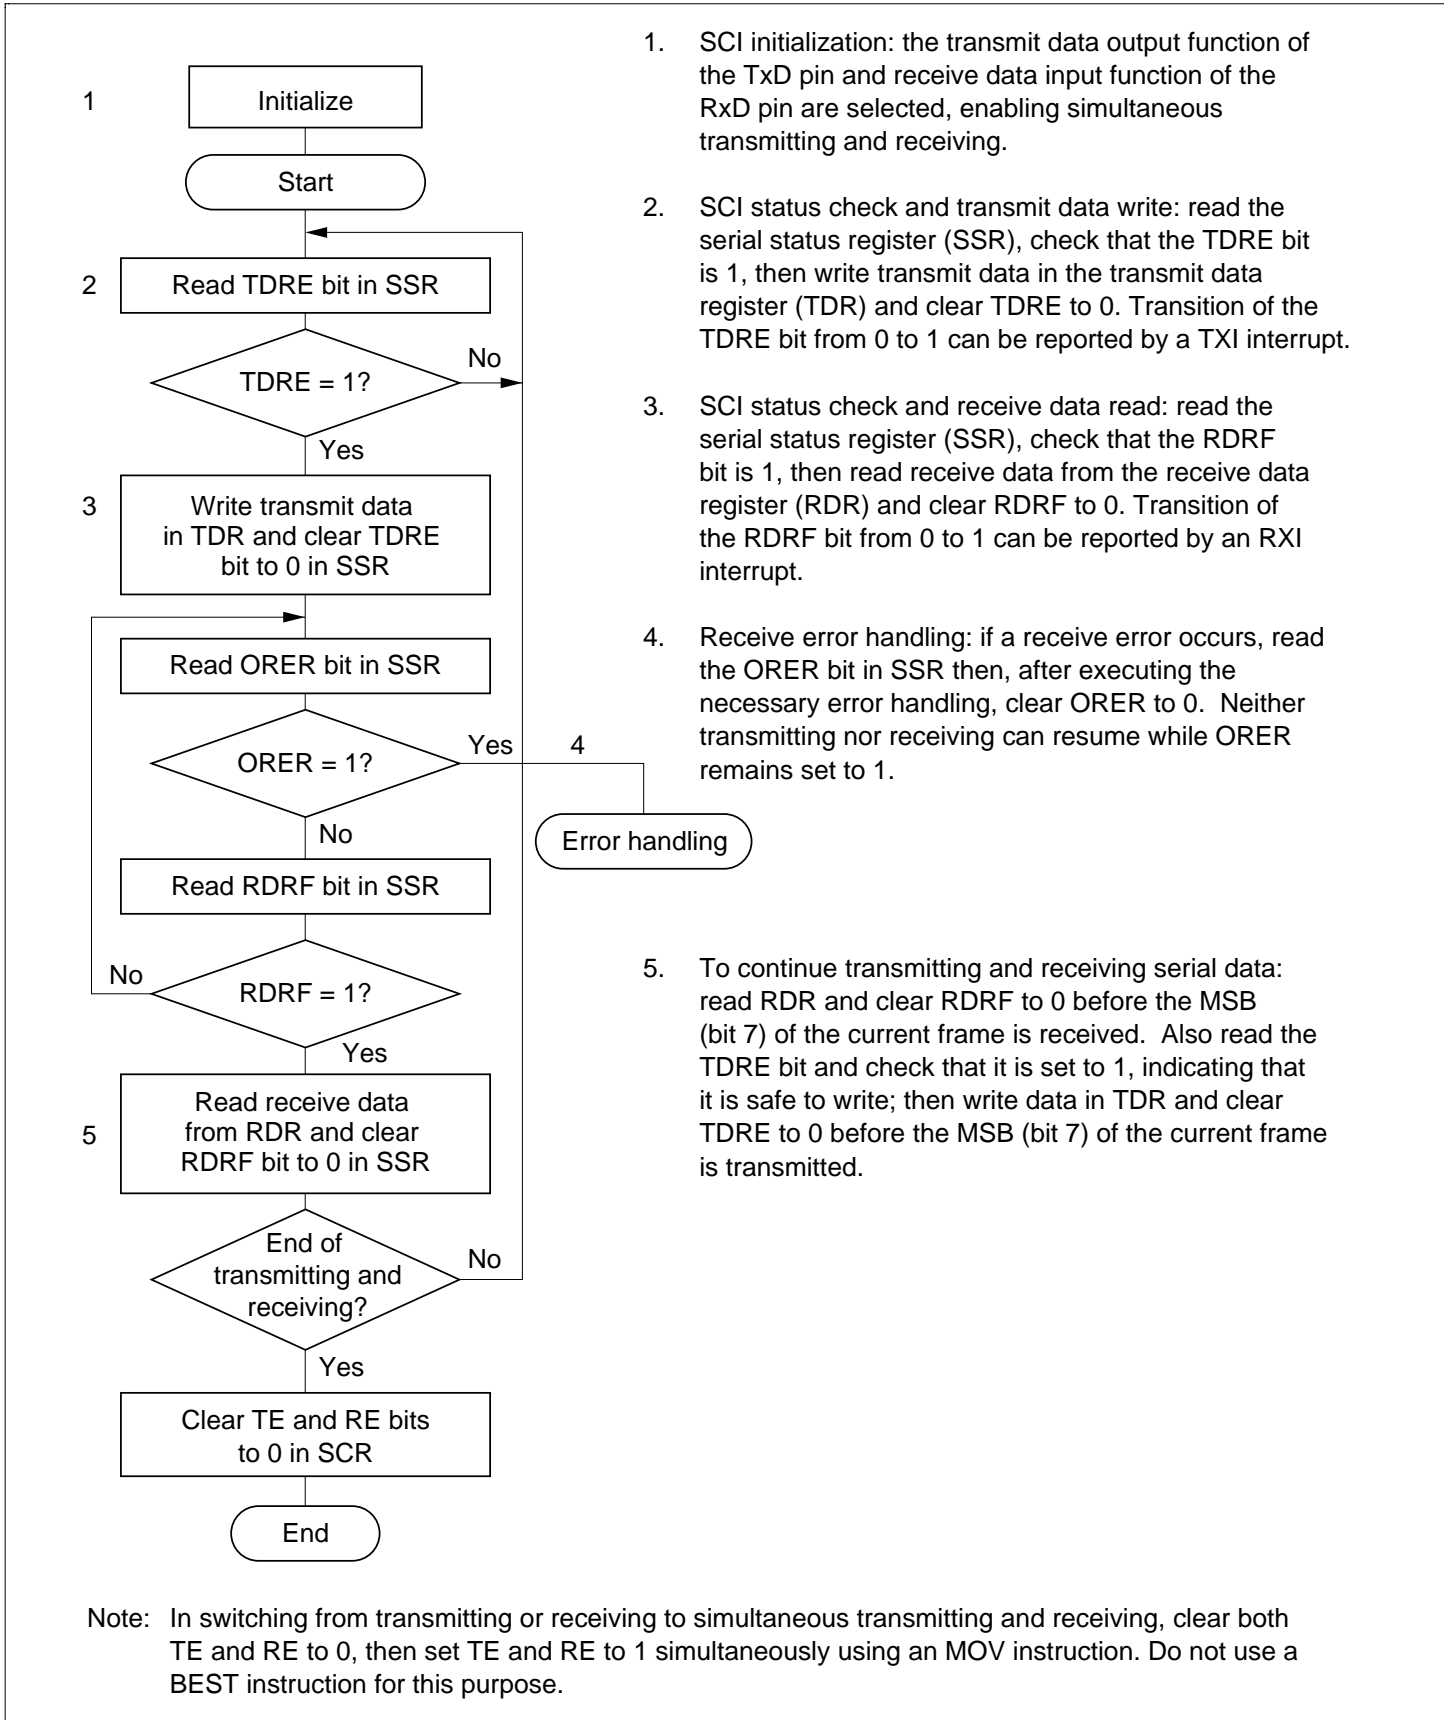 1
Initialize
Start
2
Read TDRE bit in SSR
TDRE = 1?
No
Yes
3
Write transmit data
in TDR and clear TDRE
bit to 0 in SSR
Read ORER bit in SSR
ORER = 1?
Yes
4
Error handling
No
Read RDRF bit in SSR
No
RDRF = 1?
Yes
5
Read receive data
from RDR and clear
RDRF bit to 0 in SSR
End of
transmitting and
receiving?
No
Yes
Clear TE and RE bits
to 0 in SCR
End
1. SCI initialization: the transmit data output function of
the TxD pin and receive data input function of the
RxD pin are selected, enabling simultaneous
transmitting and receiving.
2. SCI status check and transmit data write: read the
serial status register (SSR), check that the TDRE bit
is 1, then write transmit data in the transmit data
register (TDR) and clear TDRE to 0. Transition of the
TDRE bit from 0 to 1 can be reported by a TXI interrupt.
3. SCI status check and receive data read: read the
serial status register (SSR), check that the RDRF
bit is 1, then read receive data from the receive data
register (RDR) and clear RDRF to 0. Transition of
the RDRF bit from 0 to 1 can be reported by an RXI
interrupt.
4. Receive error handling: if a receive error occurs, read
the ORER bit in SSR then, after executing the
necessary error handling, clear ORER to 0. Neither
transmitting nor receiving can resume while ORER
remains set to 1.
5. To continue transmitting and receiving serial data:
read RDR and clear RDRF to 0 before the MSB
(bit 7) of the current frame is received. Also read the
TDRE bit and check that it is set to 1, indicating that
it is safe to write; then write data in TDR and clear
TDRE to 0 before the MSB (bit 7) of the current frame
is transmitted.
Note: In switching from transmitting or receiving to simultaneous transmitting and receiving, clear both
TE and RE to 0, then set TE and RE to 1 simultaneously using an MOV instruction. Do not use a
BEST instruction for this purpose.